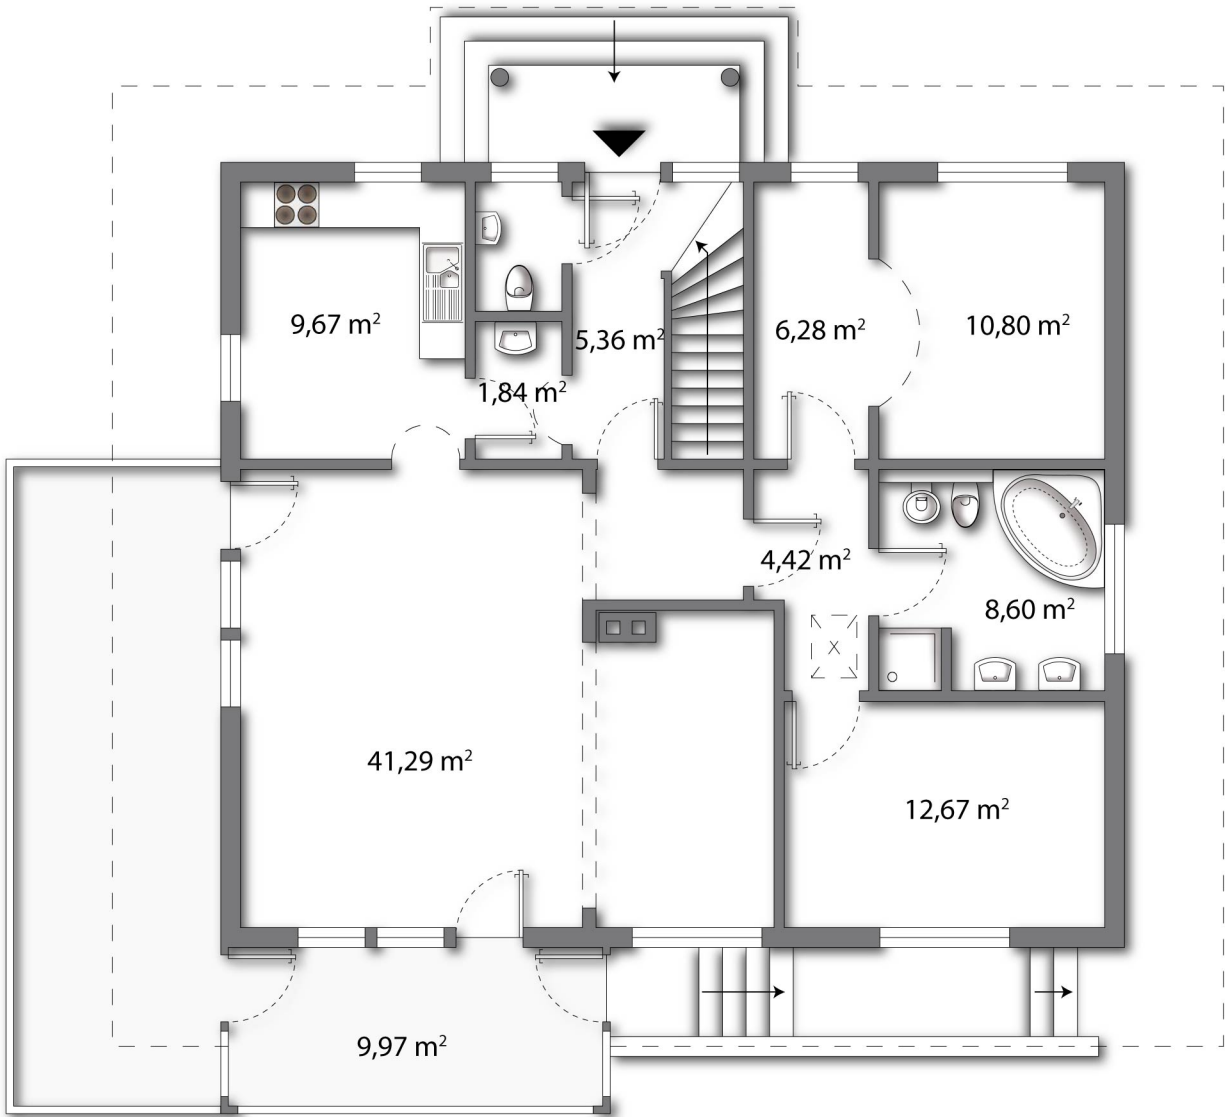 9,67 m²
5,36 m²
6,28 m²
10,80 m²
1,84 m²
4,42 m²
8,60 m²
41,29 m²
12,67 m²
9,97 m²